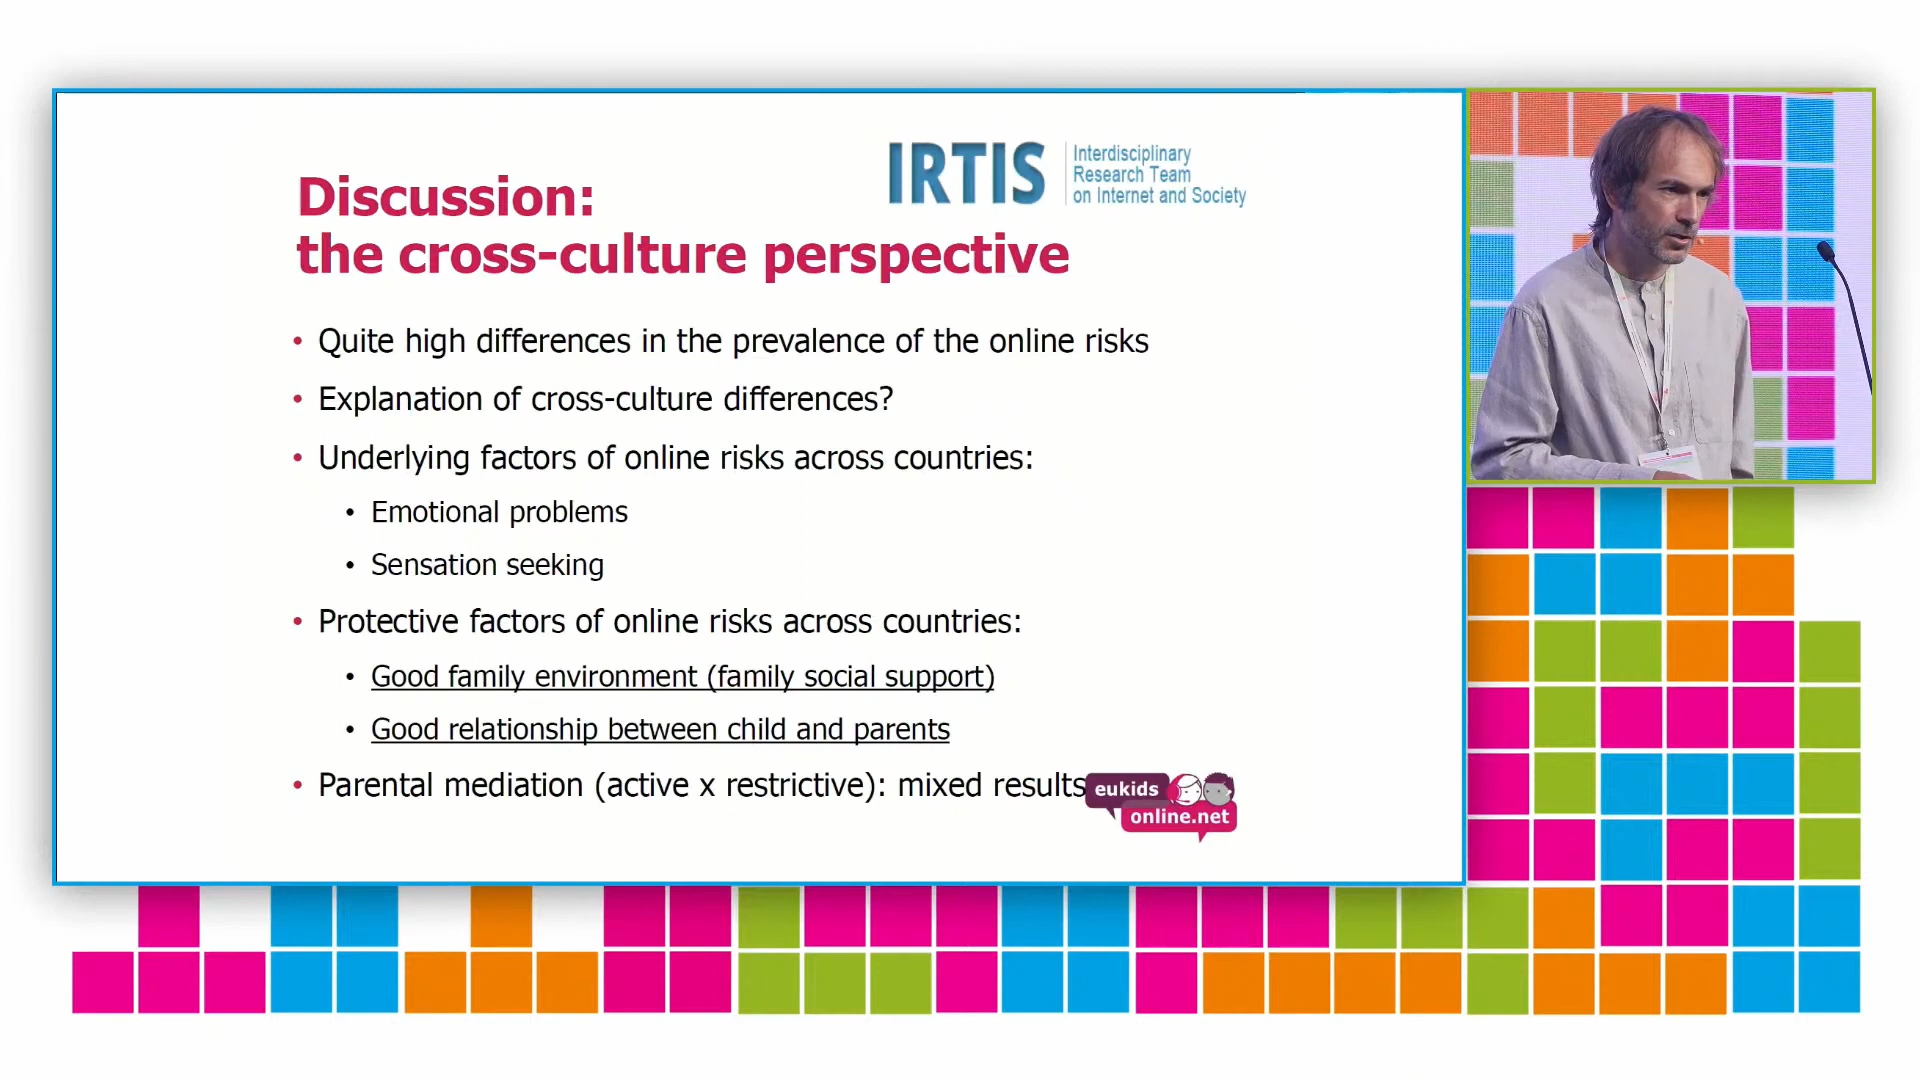 Discussion:
the cross-culture perspective
IRTIS
Interdisciplinary
Research Team
on Internet and Society
• Quite high differences in the prevalence of the online risks
• Explanation of cross-culture differences?
• Underlying factors of online risks across countries:
• Emotional problems
• Sensation seeking
• Protective factors of online risks across countries:
• Good family environment (family social support)
• Good relationship between child and parents
• Parental mediation (active x restrictive): mixed results
eukids
online.net